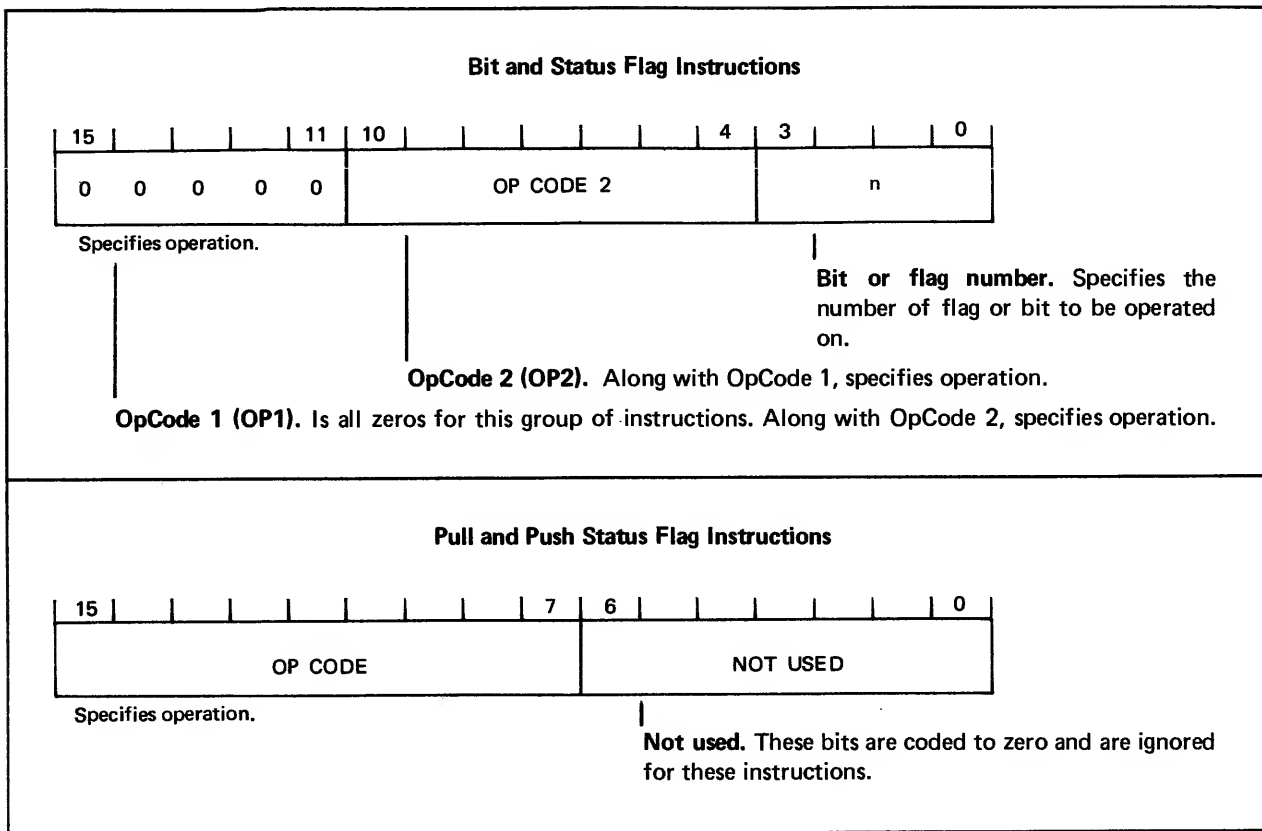 Bit and Status Flag Instructions
15 11 10 4 3 0
0 0 0 0 0 OP CODE 2 n
Specifies operation.
Bit or flag number. Specifies the
number of flag or bit to be operated
on.
OpCode 2 (OP2). Along with OpCode 1, specifies operation.
OpCode 1 (OP1). Is all zeros for this group of instructions. Along with OpCode 2, specifies operation.
Pull and Push Status Flag Instructions
15 7 6 0
OP CODE NOT USED
Specifies operation.
Not used. These bits are coded to zero and are ignored
for these instructions.